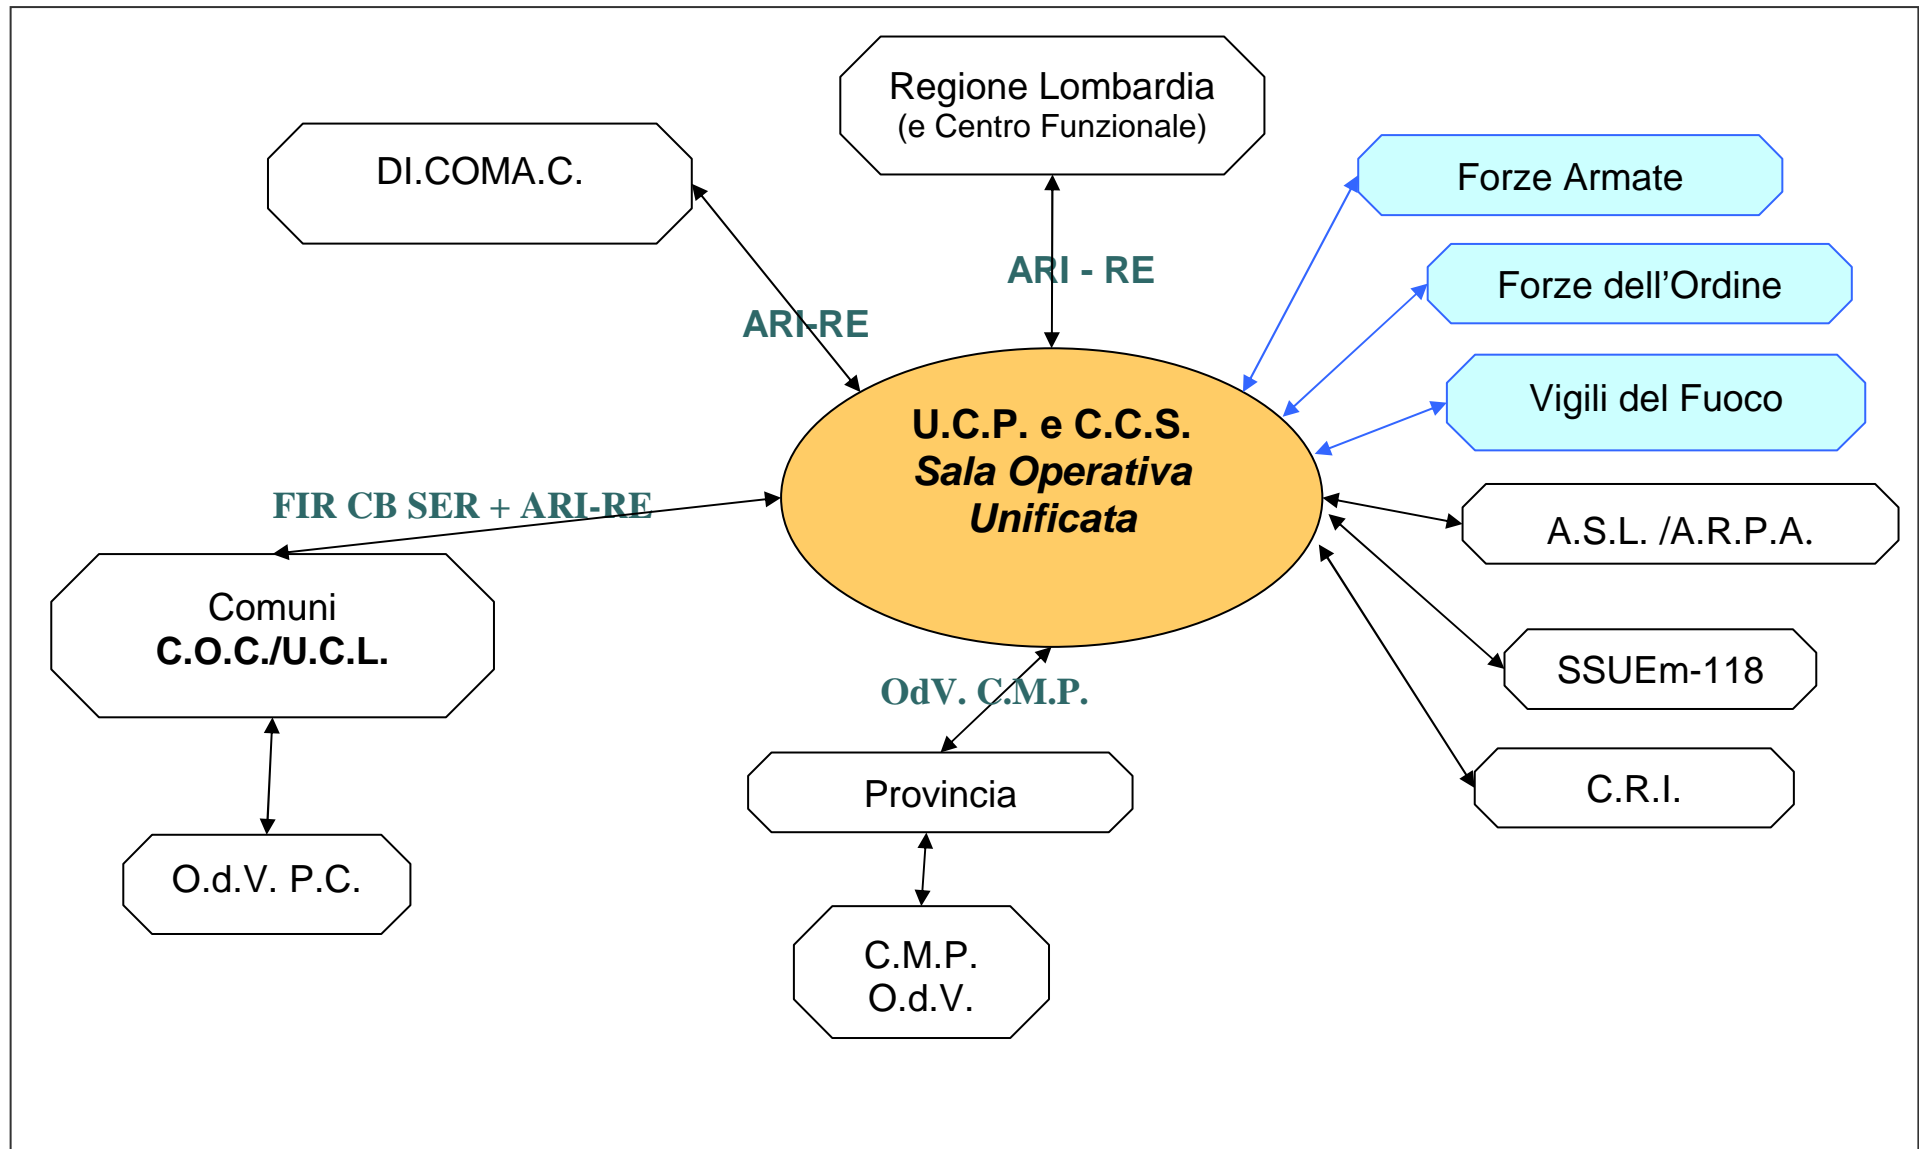 Regione Lombardia
(e Centro Funzionale)
DI.COMA.C.
Forze Armate
ARI - RE
Forze dell’Ordine
ARI-RE
Vigili del Fuoco
U.C.P. e C.C.S.
Sala Operativa
Unificata
FIR CB SER + ARI-RE
A.S.L. /A.R.P.A.
Comuni
C.O.C./U.C.L.
SSUEm-118
OdV. C.M.P.
Provincia
C.R.I.
O.d.V. P.C.
C.M.P.
O.d.V.